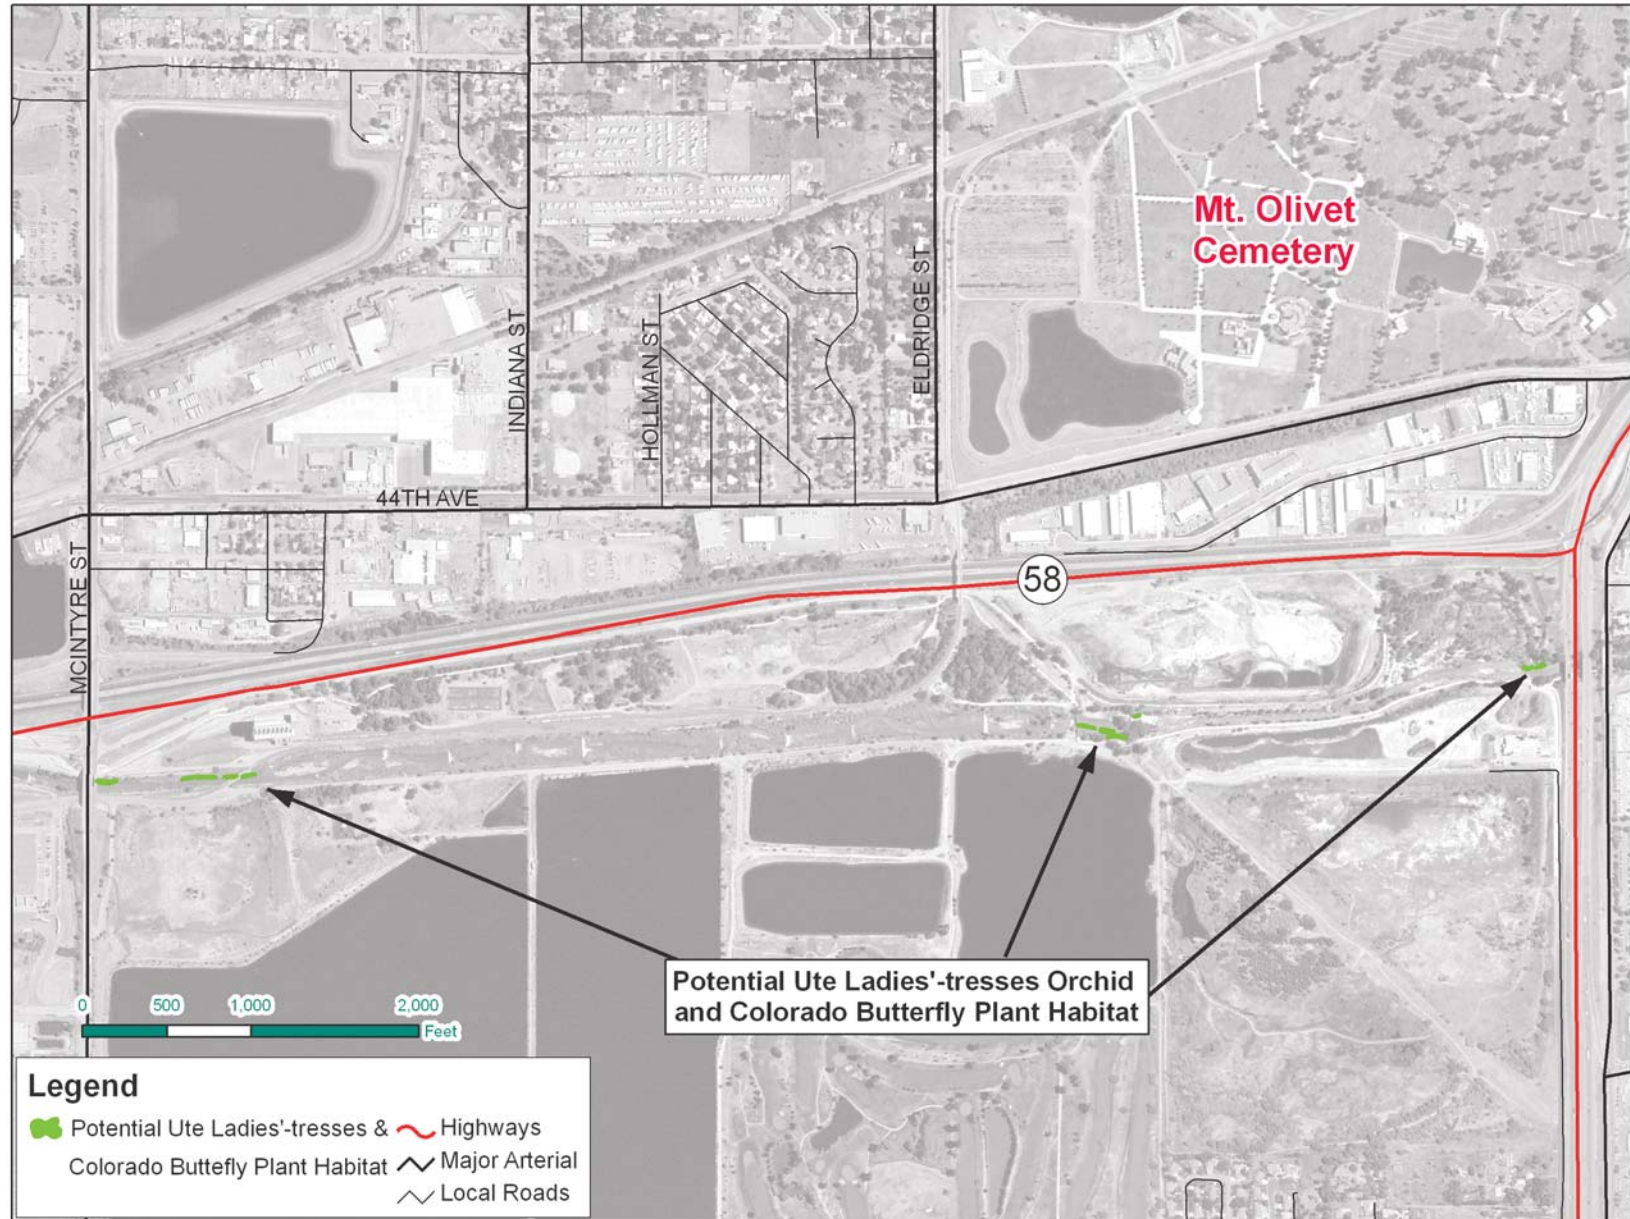 Mt. Olivet
Cemetery
INDIANA ST
HOLLMAN ST
ELDRIDGE ST
44TH AVE
MCINTYRE ST
58
Potential Ute Ladies'-tresses Orchid
and Colorado Butterfly Plant Habitat
0 500 1,000 2,000
Feet
Legend
Potential Ute Ladies'-tresses &
Colorado Buttefly Plant Habitat
Highways
Major Arterial
Local Roads